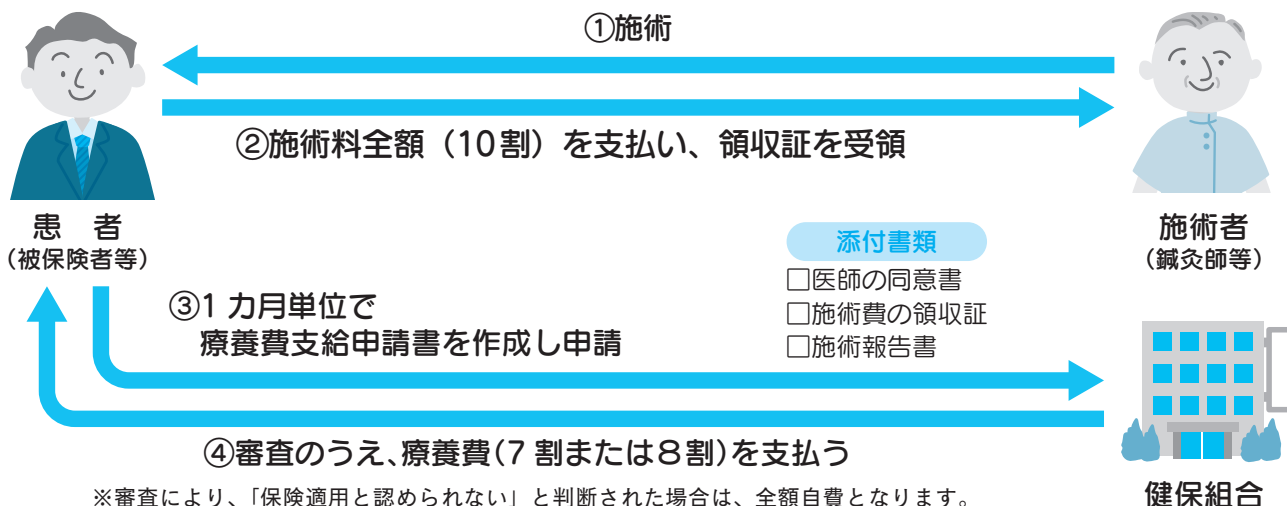 ①施術
②施術料全額（10割）を支払い、領収証を受領
患　者
（被保険者等）
施術者
（鍼灸師等）
添付書類
□医師の同意書
□施術費の領収証
□施術報告書
③1カ月単位で
療養費支給申請書を作成し申請
④審査のうえ、療養費（7割または8割）を支払う
※審査により、「保険適用と認められない」と判断された場合は、全額自費となります。
健保組合